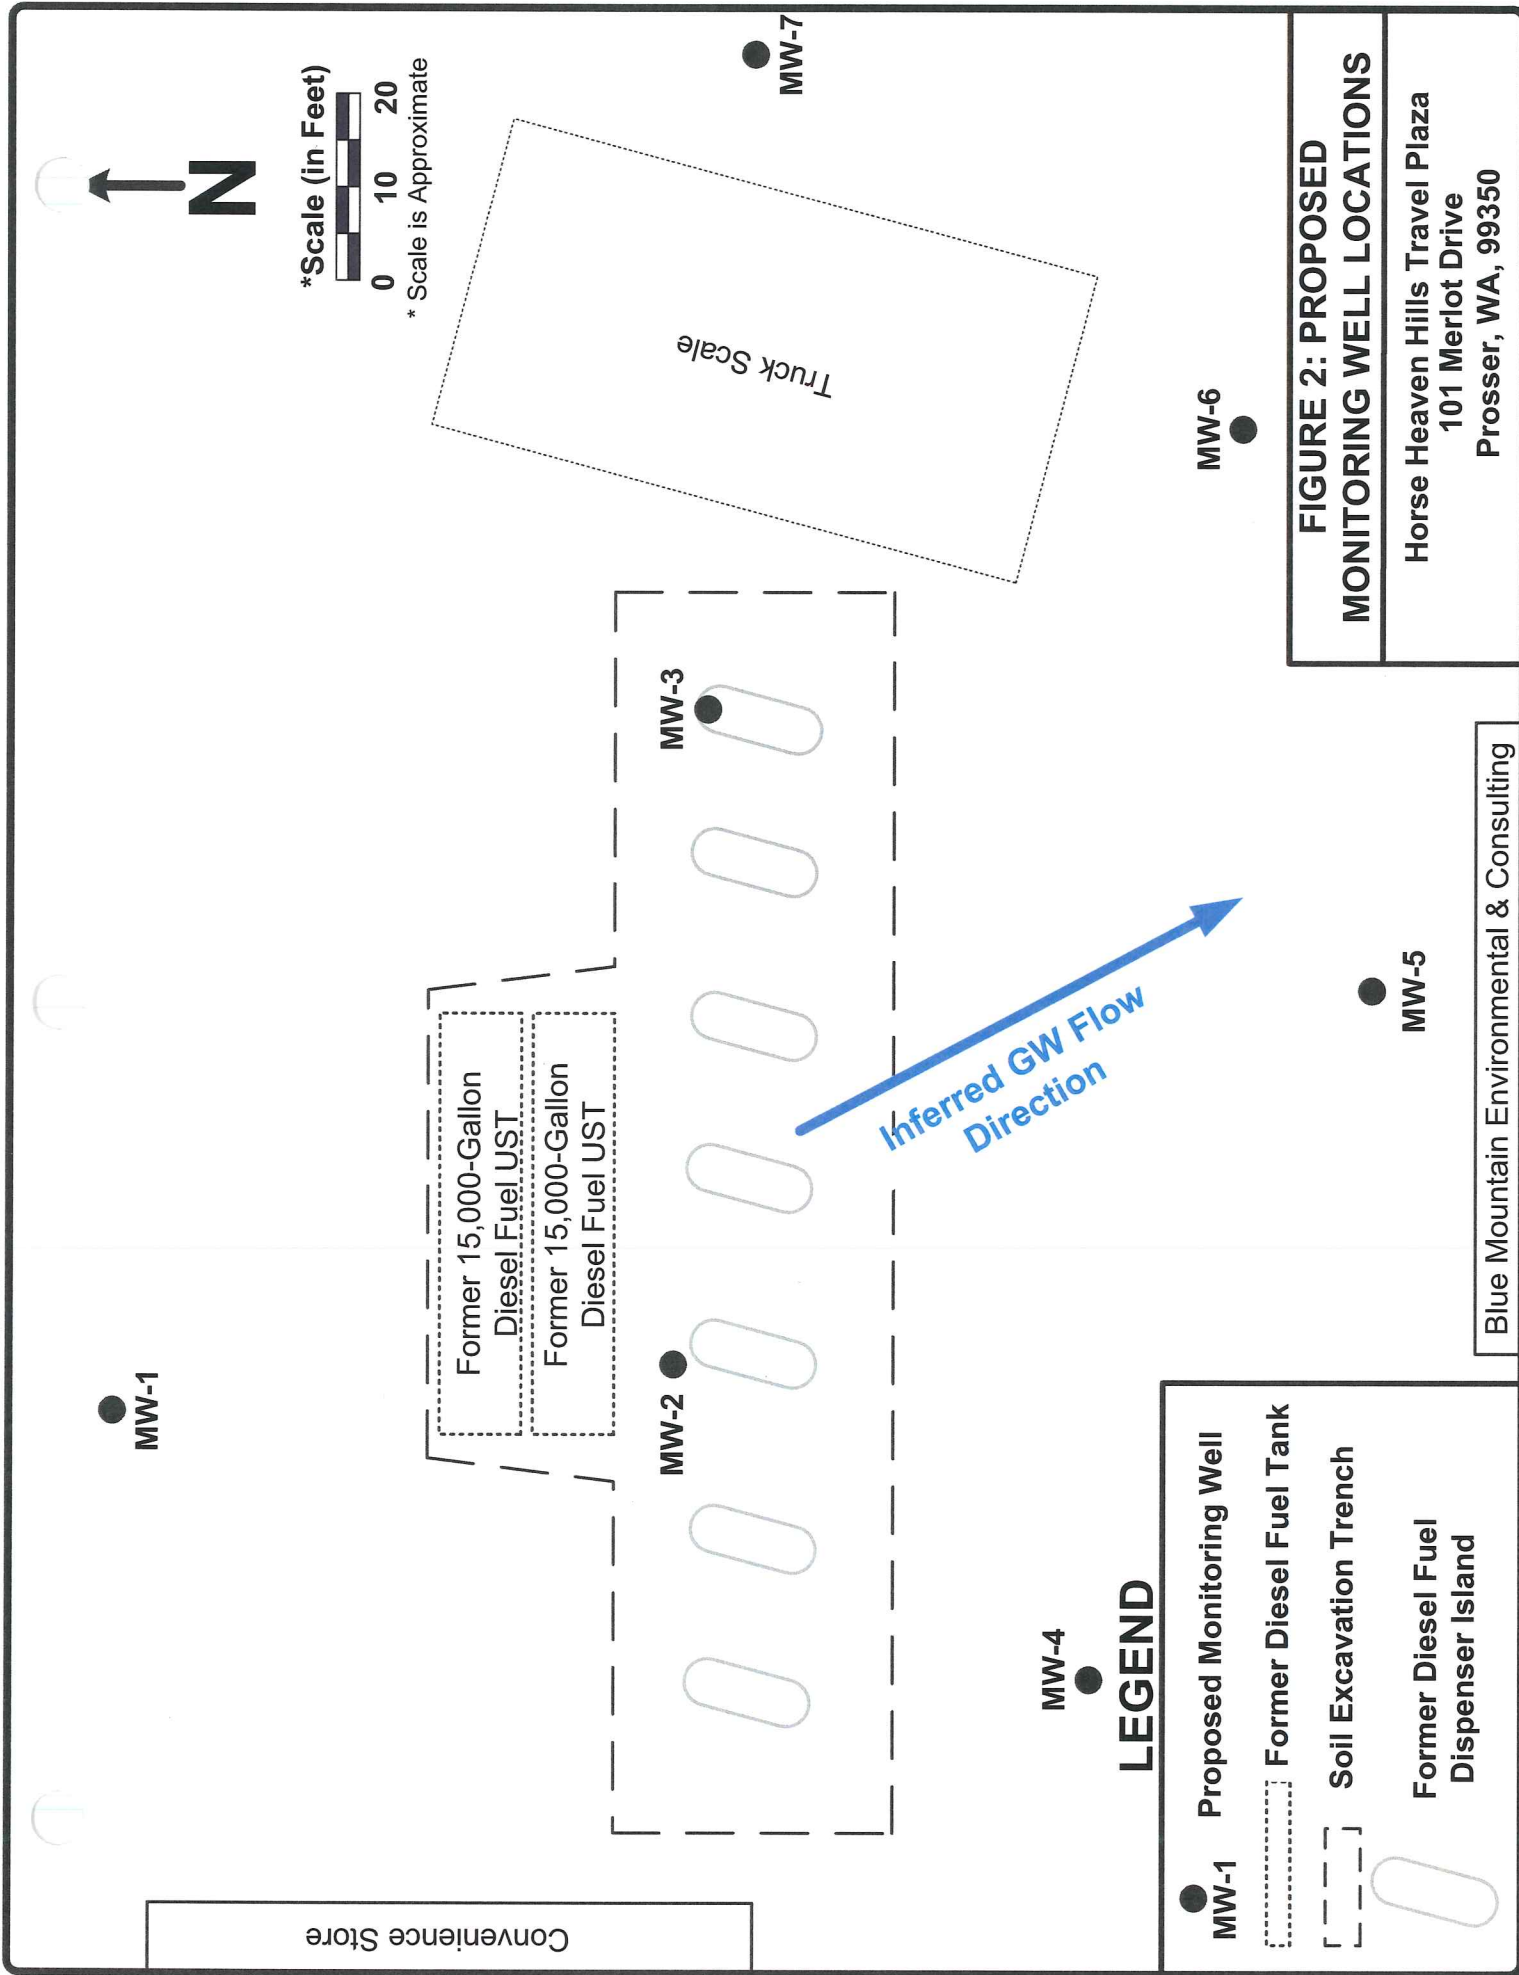 MW-1
Convenience Store
N
*Scale (in Feet)
0 10 20
* Scale is Approximate
Former 15,000-Gallon
Diesel Fuel UST
Former 15,000-Gallon
Diesel Fuel UST
MW-2
MW-3
Truck Scale
MW-7
Inferred GW Flow
Direction
MW-4
MW-5
MW-6
LEGEND
MW-1 Proposed Monitoring Well
Former Diesel Fuel Tank
Soil Excavation Trench
Former Diesel Fuel
Dispenser Island
Blue Mountain Environmental & Consulting
FIGURE 2: PROPOSED
MONITORING WELL LOCATIONS
Horse Heaven Hills Travel Plaza
101 Merlot Drive
Prosser, WA, 99350